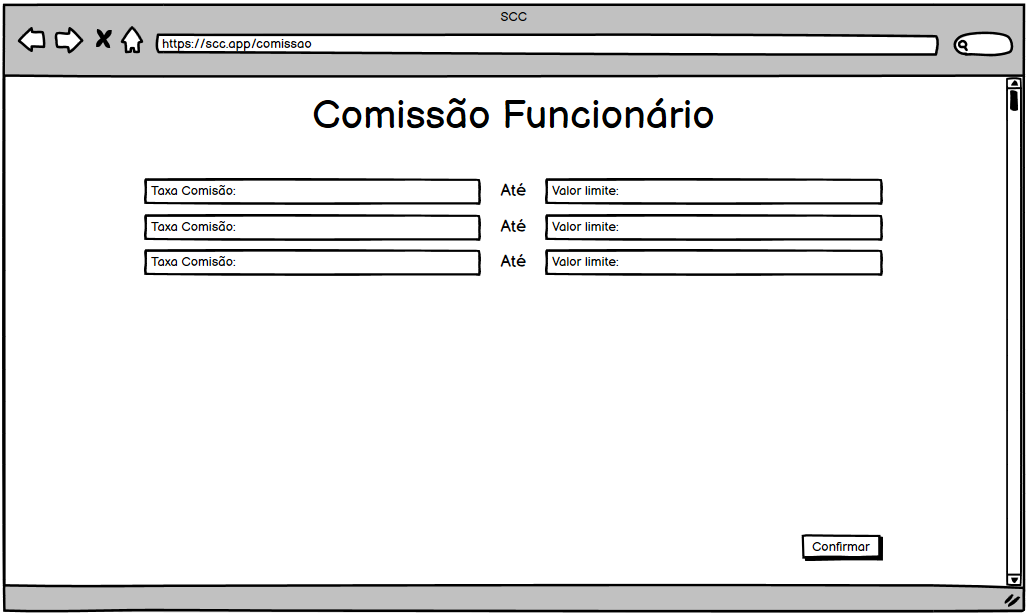 SCC
https://scc.app/comissao
Comissão Funcionário
Taxa Comisão: Até Valor limite:
Taxa Comisão: Até Valor limite:
Taxa Comisão: Até Valor limite:
Confirmar